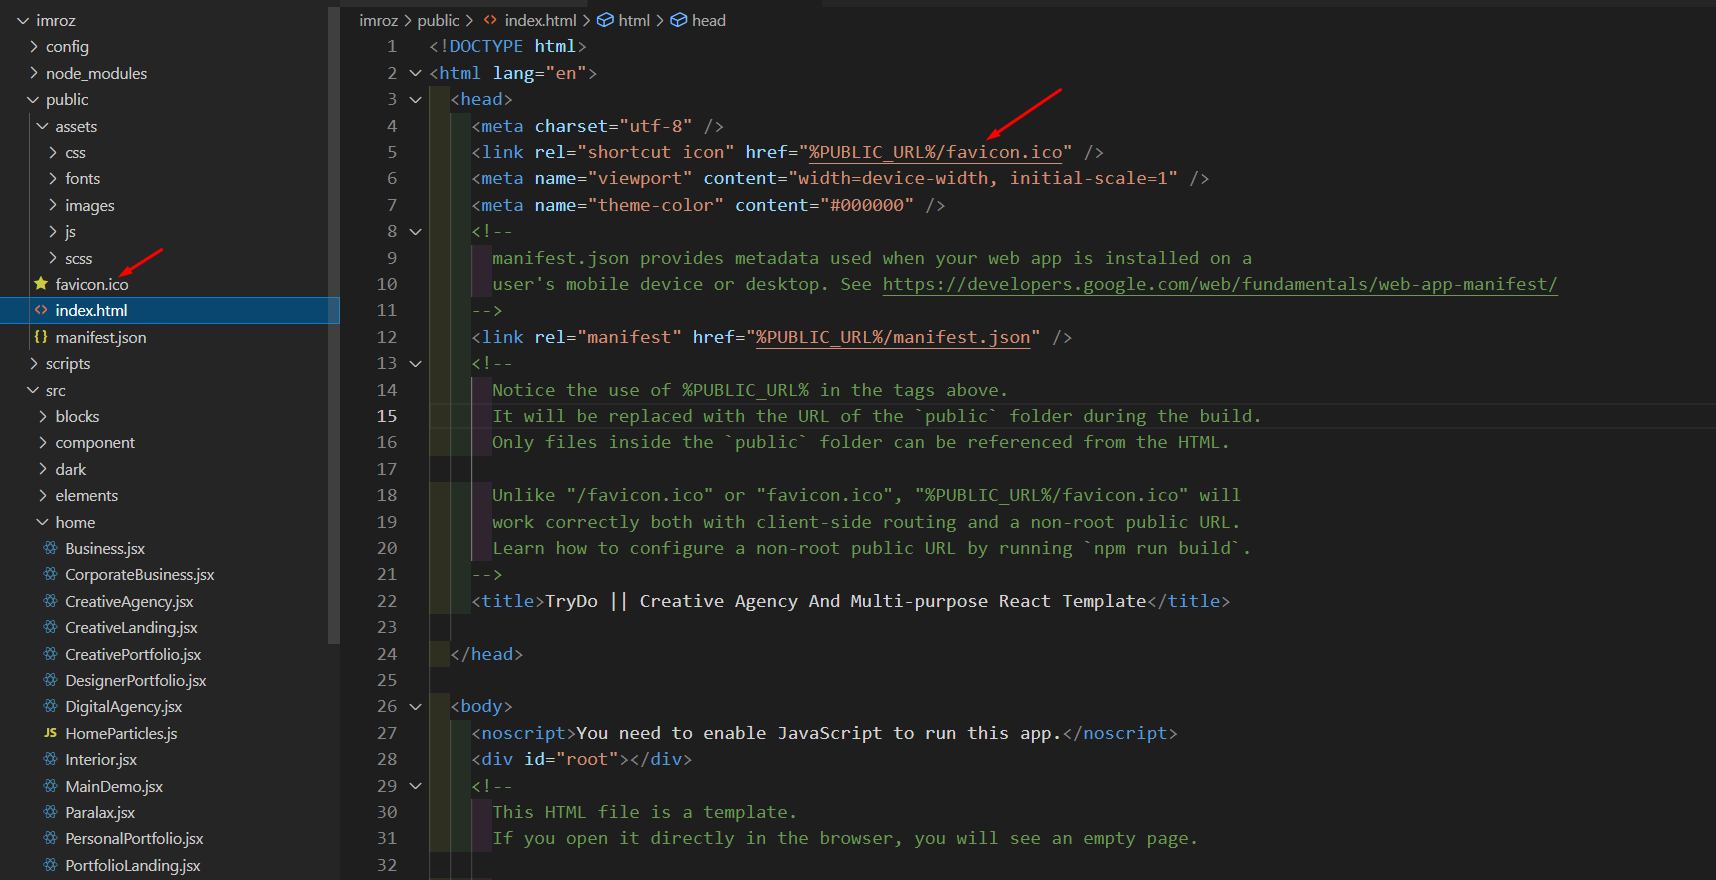 imroz
config
node_modules
public
assets
css
fonts
images
js
scss
favicon.ico
<> index.html
{} manifest.json
scripts
src
blocks
component
dark
elements
home
Business.jsx
CorporateBusiness.jsx
CreativeAgency.jsx
CreativeLanding.jsx
CreativePortfolio.jsx
DesignerPortfolio.jsx
DigitalAgency.jsx
JS HomeParticles.js
Interior.jsx
MainDemo.jsx
Paralax.jsx
PersonalPortfolio.jsx
PortfolioLanding.jsx
imroz > public > <> index.html > html > head
1 <!DOCTYPE html>
2 <html lang="en">
3 <head>
4 <meta charset="utf-8" />
5 <link rel="shortcut icon" href="%PUBLIC_URL%/favicon.ico" />
6 <meta name="viewport" content="width=device-width, initial-scale=1" />
7 <meta name="theme-color" content="#000000" />
8 <!--
9 manifest.json provides metadata used when your web app is installed on a
10 user's mobile device or desktop. See https://developers.google.com/web/fundamentals/web-app-manifest/
11 -->
12 <link rel="manifest" href="%PUBLIC_URL%/manifest.json" />
13 <!--
14 Notice the use of %PUBLIC_URL% in the tags above.
15 It will be replaced with the URL of the `public` folder during the build.
16 Only files inside the `public` folder can be referenced from the HTML.
17
18 Unlike "/favicon.ico" or "favicon.ico", "%PUBLIC_URL%/favicon.ico" will
19 work correctly both with client-side routing and a non-root public URL.
20 Learn how to configure a non-root public URL by running `npm run build`.
21 -->
22 <title>TryDo || Creative Agency And Multi-purpose React Template</title>
23
24 </head>
25
26 <body>
27 <noscript>You need to enable JavaScript to run this app.</noscript>
28 <div id="root"></div>
29 <!--
30 This HTML file is a template.
31 If you open it directly in the browser, you will see an empty page.
32